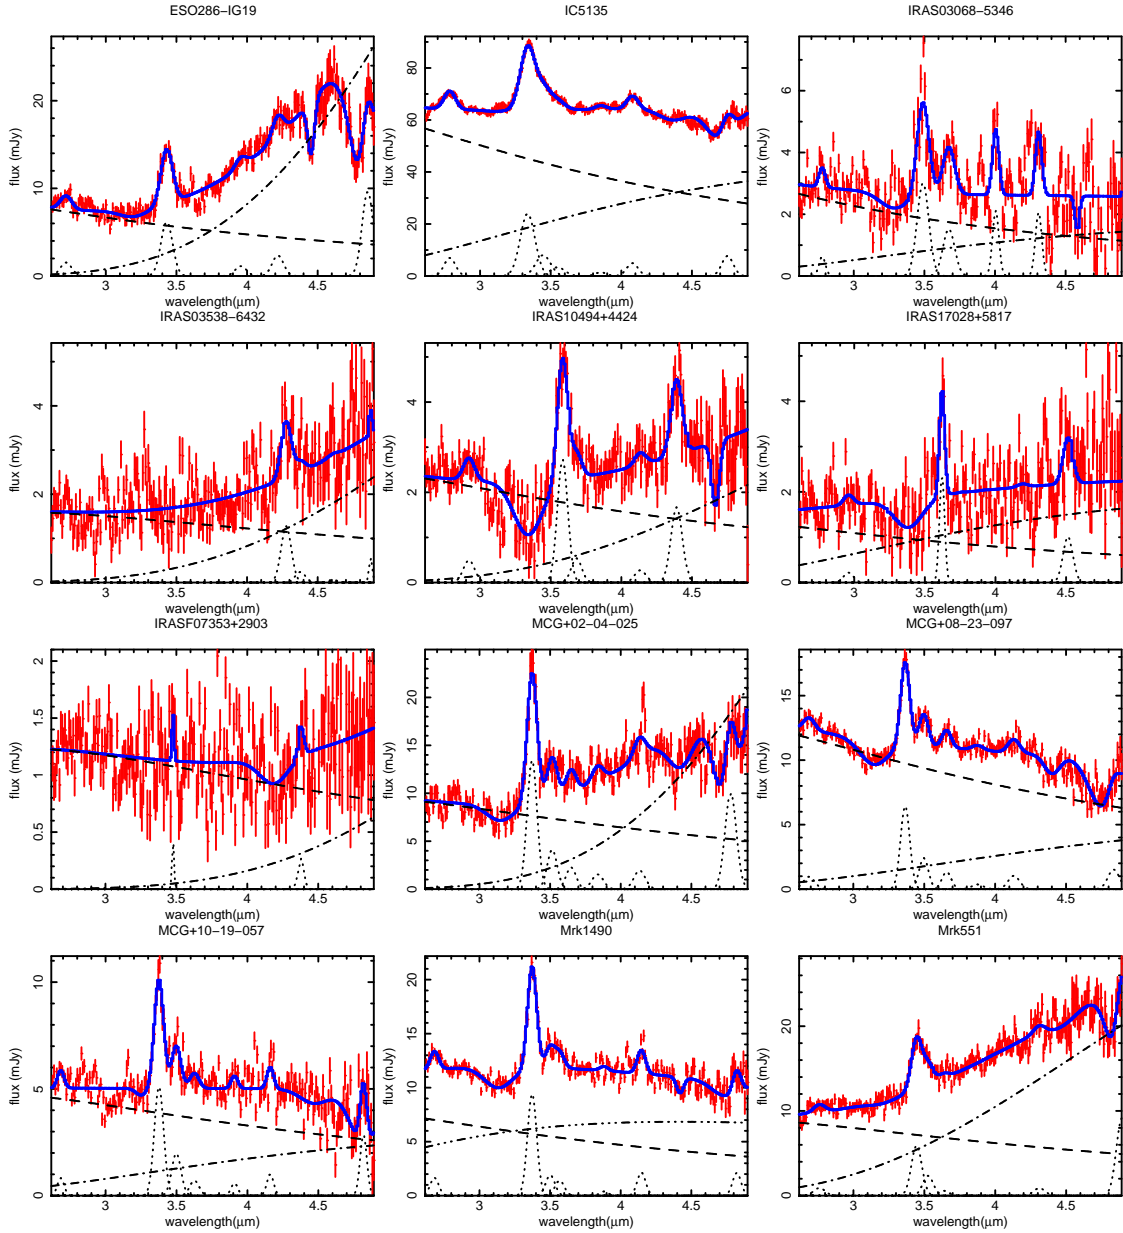 ESO286−IG19 IC5135 IRAS03068−5346
flux (mJy) 0 10 20 flux (mJy) 0 20 40 60 80 flux (mJy) 0 2 4 6
3 3.5 4 4.5 3 3.5 4 4.5 3 3.5 4 4.5
wavelength(μm) wavelength(μm) wavelength(μm)
IRAS03538−6432 IRAS10494+4424 IRAS17028+5817
flux (mJy) 0 2 4 flux (mJy) 0 2 4 flux (mJy) 0 2 4
3 3.5 4 4.5 3 3.5 4 4.5 3 3.5 4 4.5
wavelength(μm) wavelength(μm) wavelength(μm)
IRASF07353+2903 MCG+02−04−025 MCG+08−23−097
flux (mJy) 0 0.5 1 1.5 2 flux (mJy) 0 5 10 15 20 flux (mJy) 0 5 10 15
3 3.5 4 4.5 3 3.5 4 4.5 3 3.5 4 4.5
wavelength(μm) wavelength(μm) wavelength(μm)
MCG+10−19−057 Mrk1490 Mrk551
flux (mJy) 0 5 10 flux (mJy) 0 5 10 15 20 flux (mJy) 0 10 20
3 3.5 4 4.5 3 3.5 4 4.5 3 3.5 4 4.5
wavelength(μm) wavelength(μm) wavelength(μm)